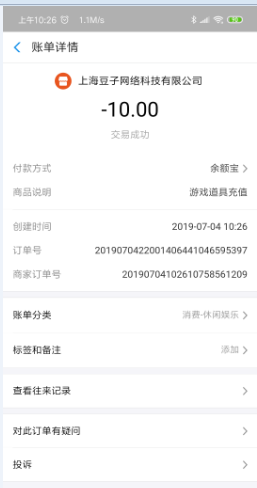 上午10:26 1.1M/s
账单详情
上海豆子网络科技有限公司
-10.00
交易成功
付款方式 余额宝
商品说明 游戏道具充值
创建时间 2019-07-04 10:26
订单号 2019070422001406441046595397
商家订单号 20190704102610758561209
账单分类 消费-休闲娱乐
标签和备注 添加
查看往来记录
对此订单有疑问
投诉